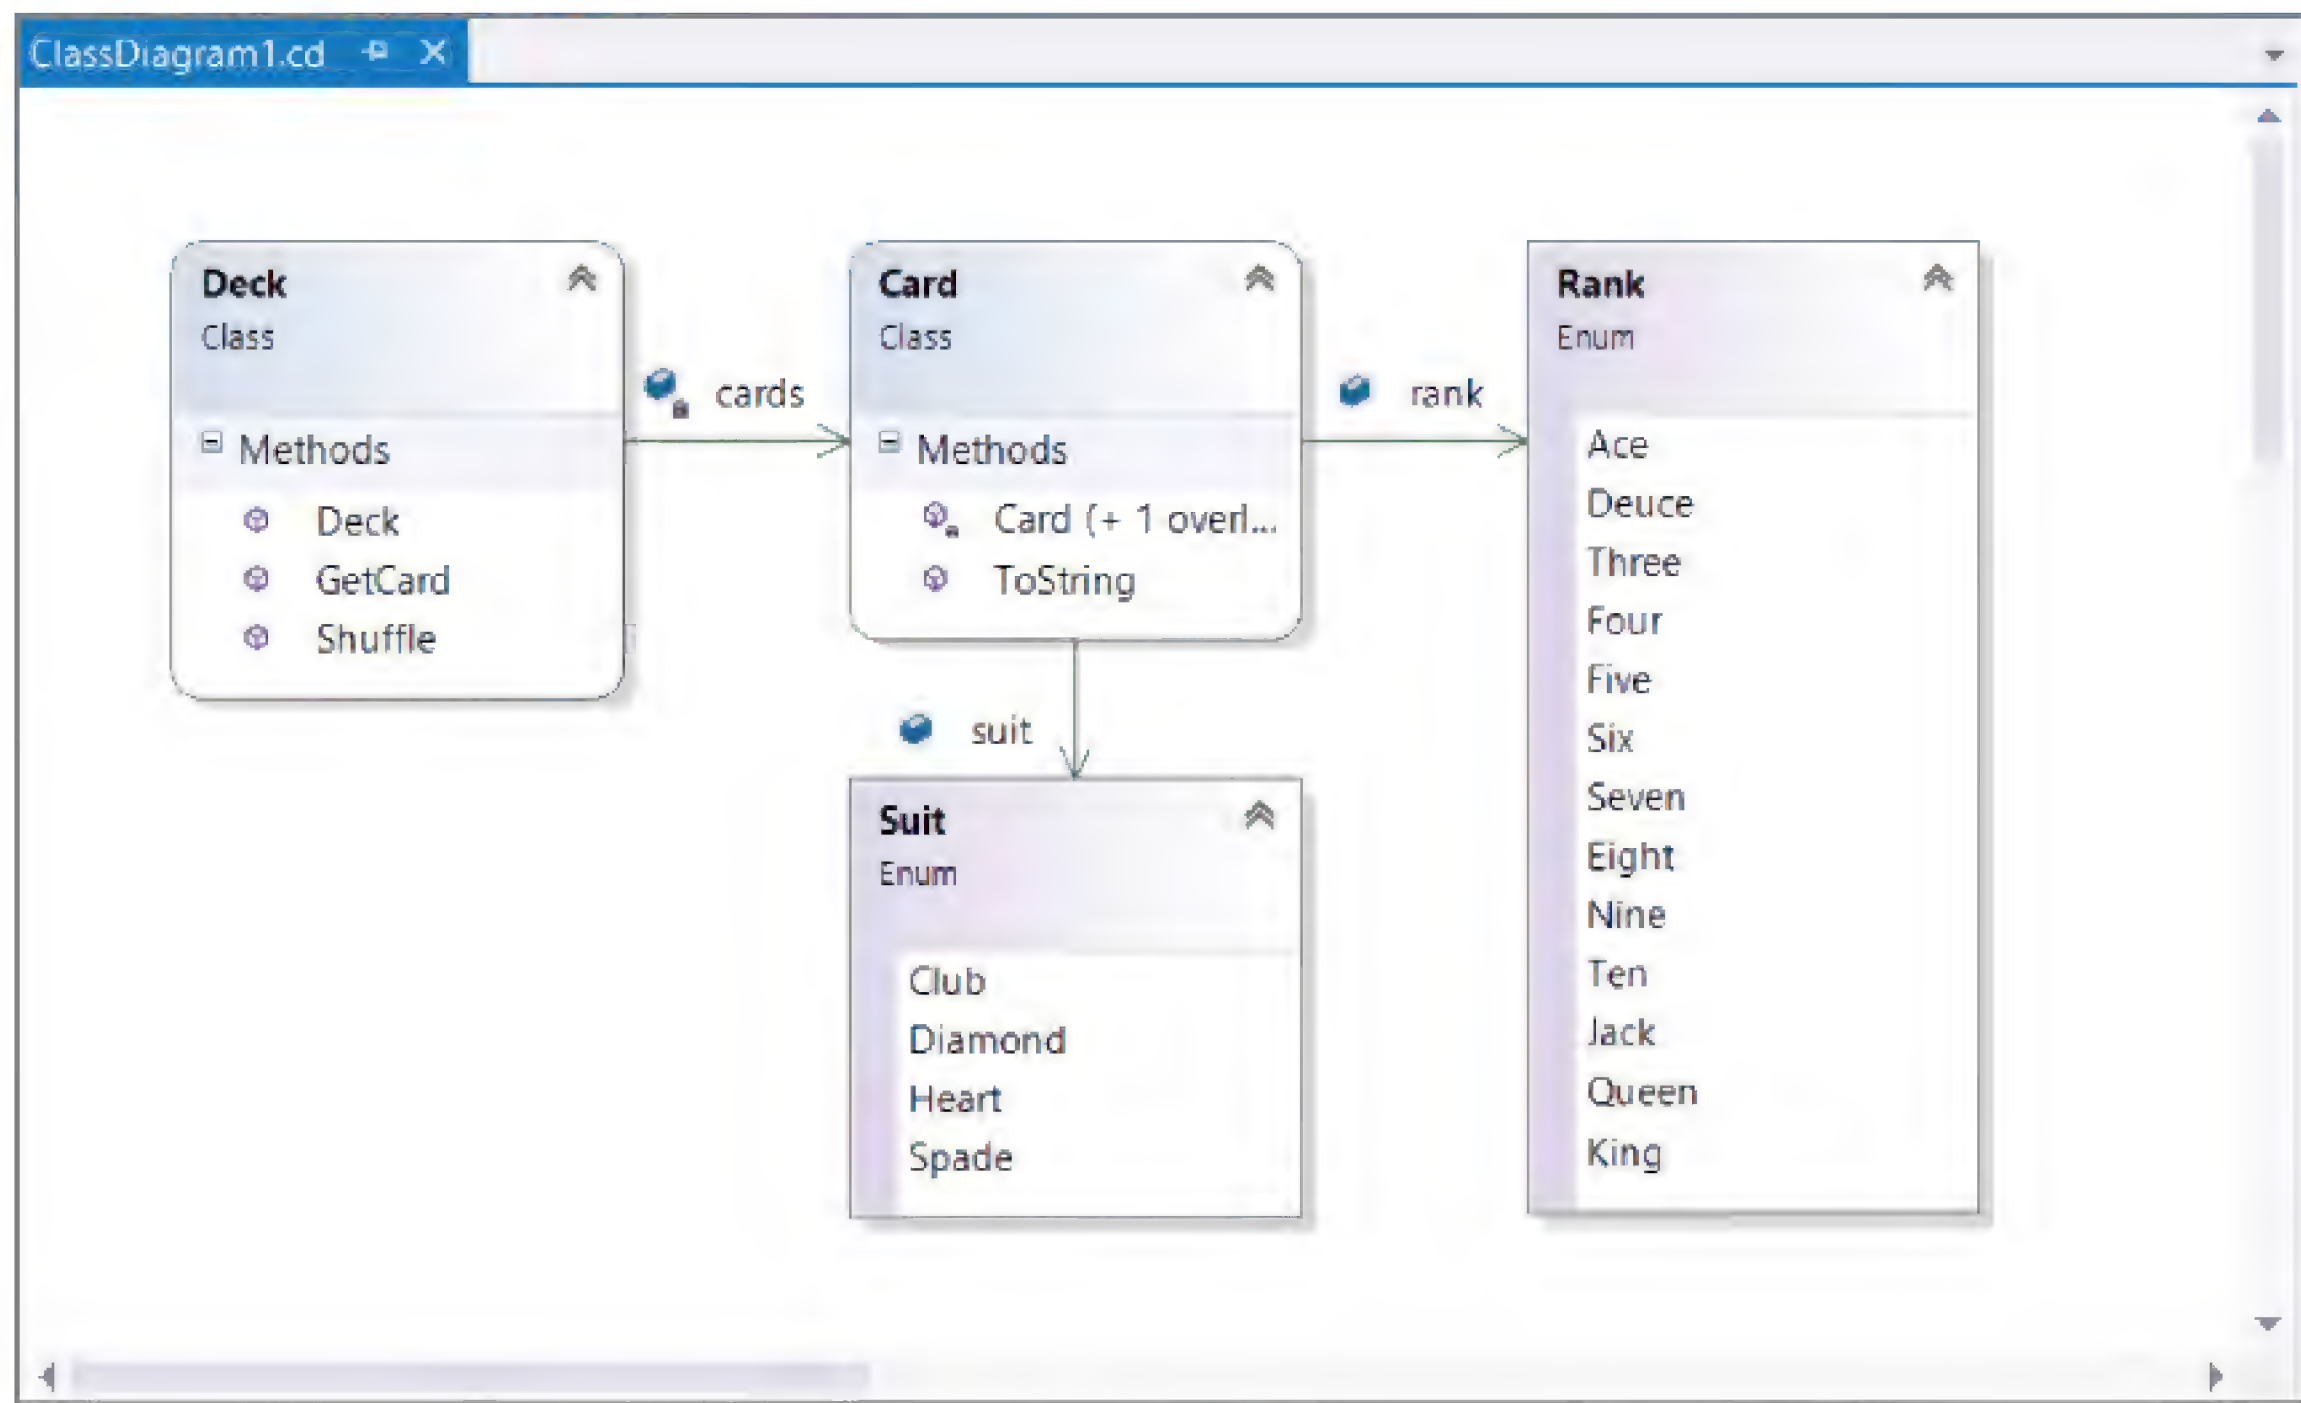 ClassDiagram1.cd
Deck
Class
Methods
Deck
GetCard
Shuffle
cards
Card
Class
Methods
Card (+ 1 overl...
ToString
rank
Rank
Enum
Ace
Deuce
Three
Four
Five
Six
Seven
Eight
Nine
Ten
Jack
Queen
King
suit
Suit
Enum
Club
Diamond
Heart
Spade